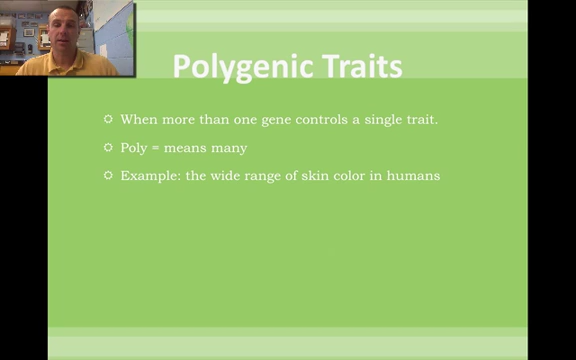 Polygenic Traits
When more than one gene controls a single trait.
Poly = means many
Example: the wide range of skin color in humans